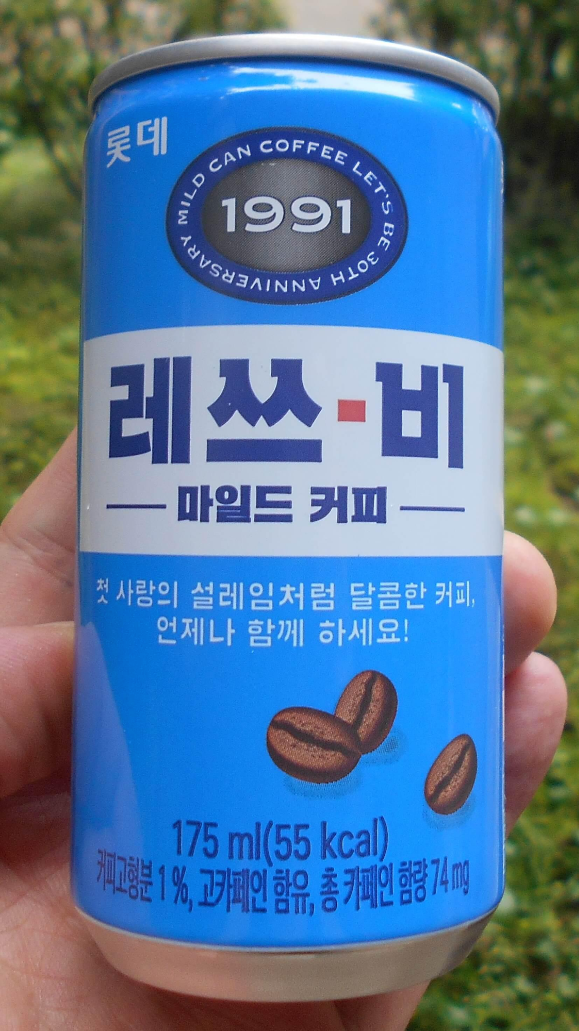 롯데
MILD CAN COFFEE LET'S BE 30TH ANNIVERSARY
1991
레쓰·비
마일드 커피
첫 사랑의 설레임처럼 달콤한 커피,
언제나 함께 하세요!
175 ml(55 kcal)
커피고형분 1 %, 고카페인 함유, 총 카페인 함량 74 mg